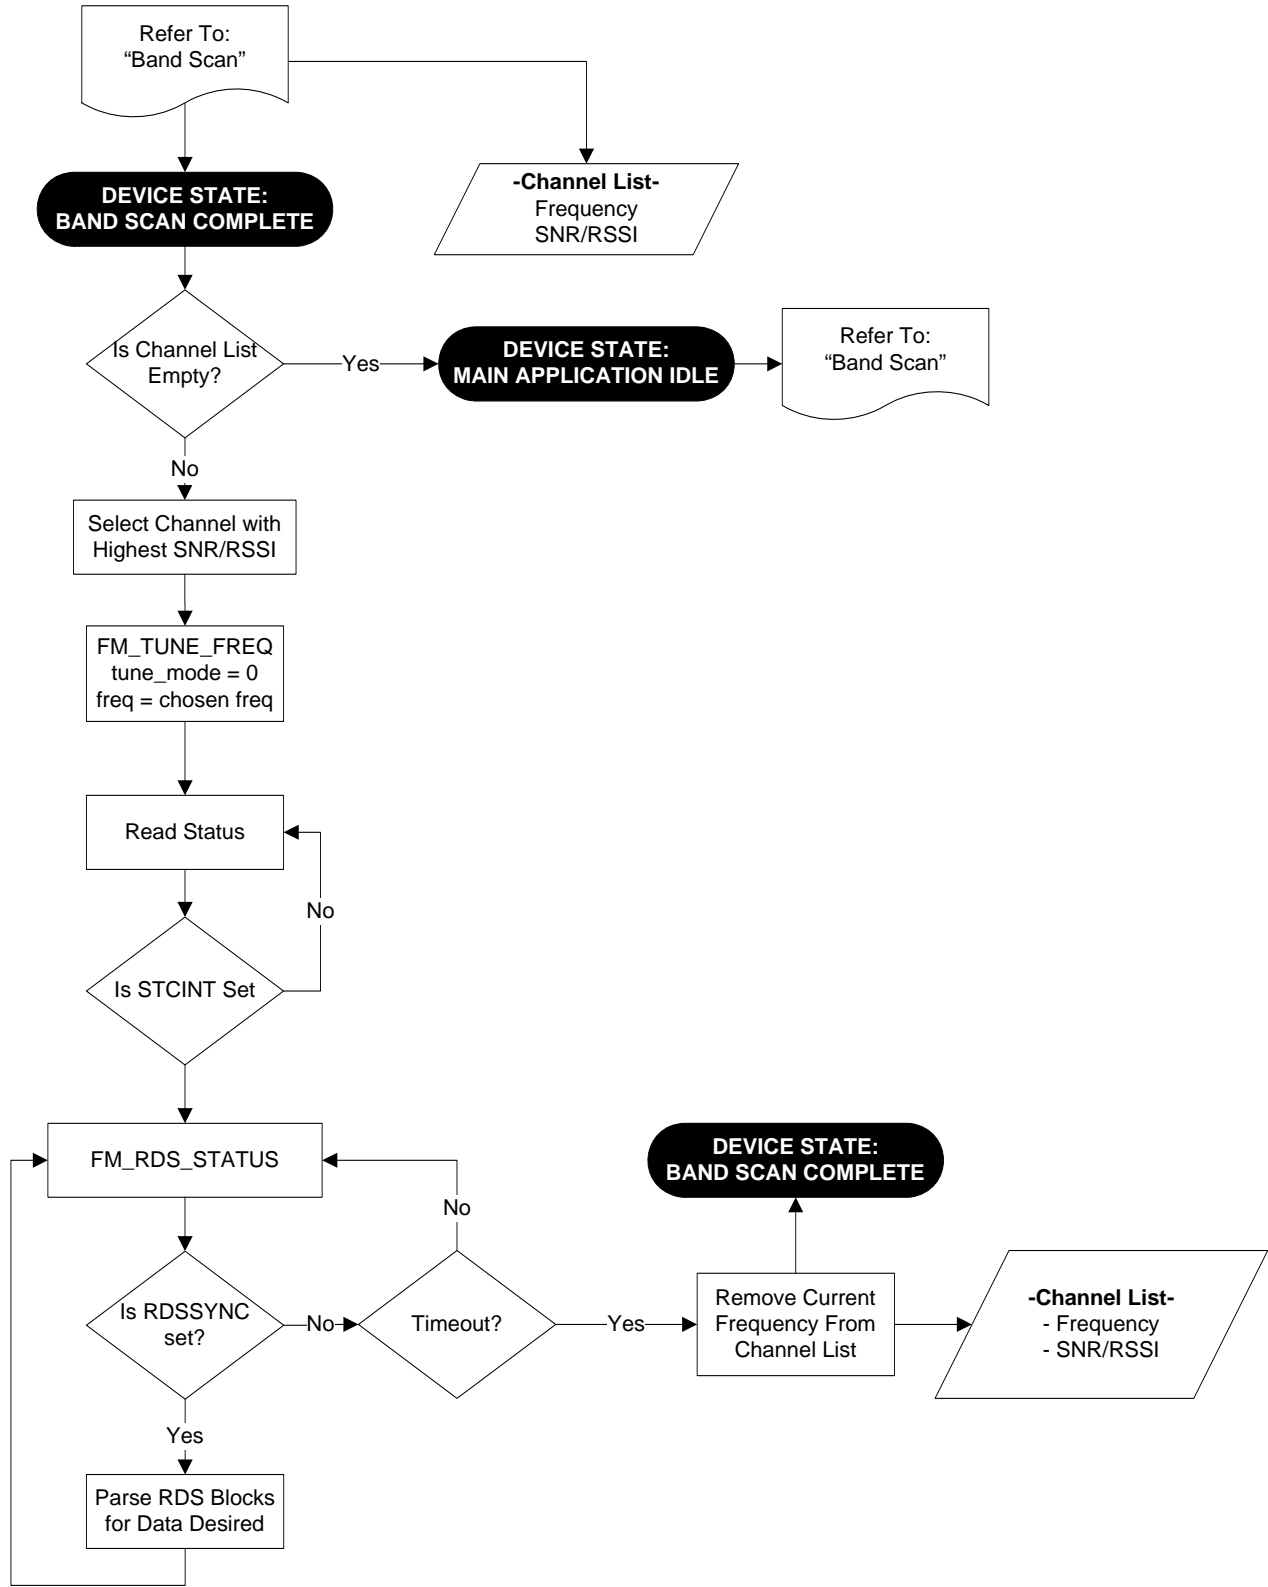 Refer To:
“Band Scan”
DEVICE STATE:
BAND SCAN COMPLETE
-Channel List-
Frequency
SNR/RSSI
Is Channel List
Empty?
Yes
DEVICE STATE:
MAIN APPLICATION IDLE
Refer To:
“Band Scan”
No
Select Channel with
Highest SNR/RSSI
FM_TUNE_FREQ
tune_mode = 0
freq = chosen freq
Read Status
No
Is STCINT Set
FM_RDS_STATUS
No
DEVICE STATE:
BAND SCAN COMPLETE
Is RDSSYNC
set?
No
Timeout?
Yes
Remove Current
Frequency From
Channel List
-Channel List-
- Frequency
- SNR/RSSI
Yes
Parse RDS Blocks
for Data Desired